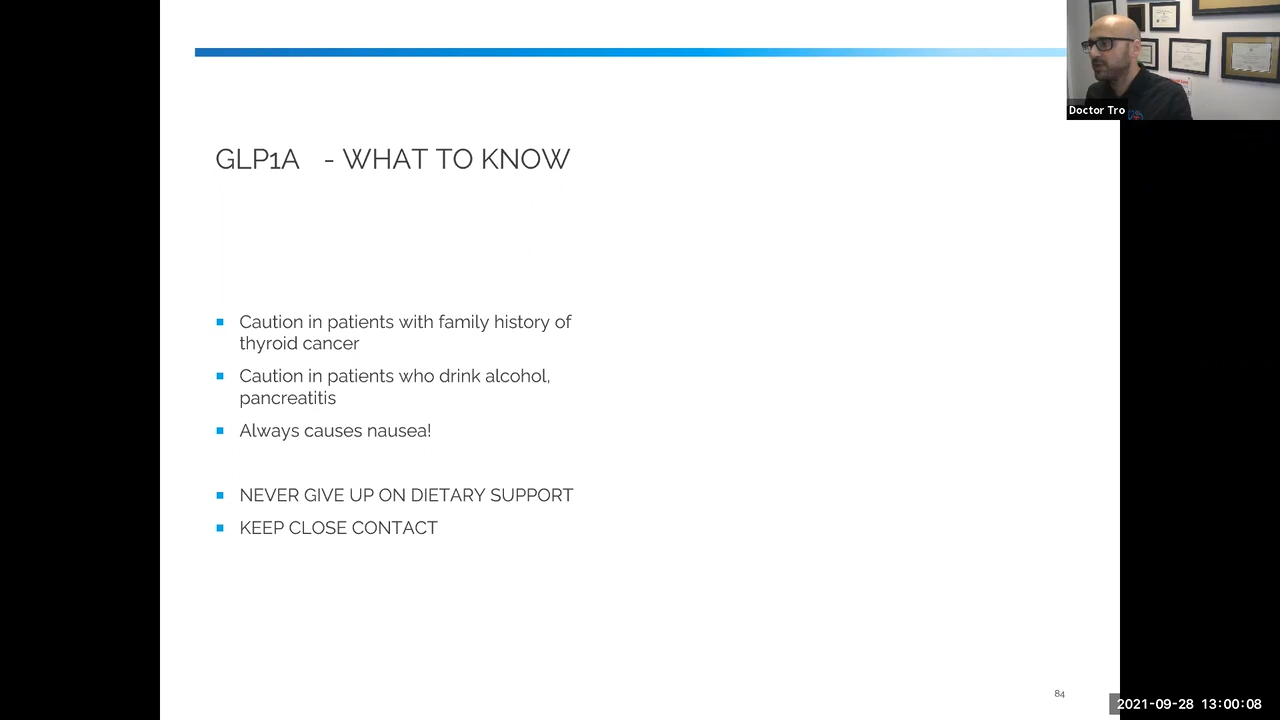 Doctor Tro
GLP1A - WHAT TO KNOW
Caution in patients with family history of
thyroid cancer
Caution in patients who drink alcohol,
pancreatitis
Always causes nausea!
NEVER GIVE UP ON DIETARY SUPPORT
KEEP CLOSE CONTACT
84
2021-09-28 13:00:08